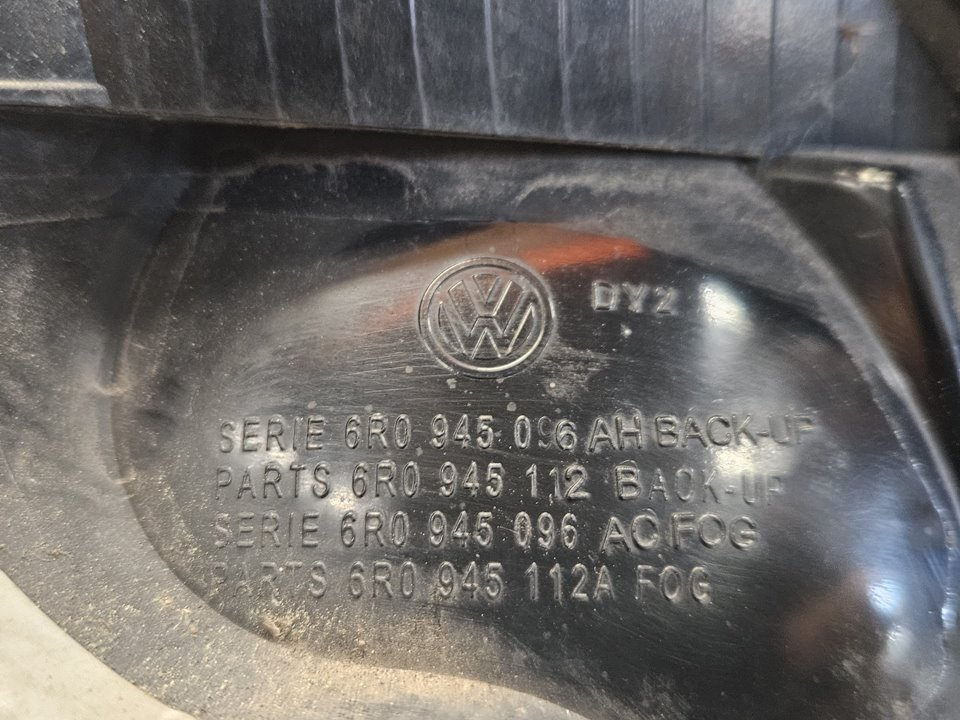 DY2
SERIE 6R0 945 096 AH BACK-UP
PARTS 6R0 945 112 BACK-UP
SERIE 6R0 945 096 AC FOG
PARTS 6R0 945 112A FOG